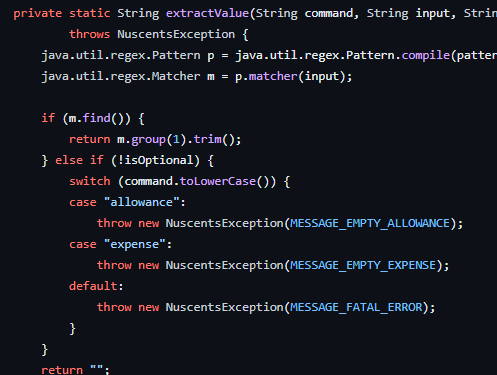 private static String extractValue(String command, String input,
throws NuscentsException {
java.util.regex.Pattern p = java.util.regex.Pattern.compile(
java.util.regex.Matcher m = p.matcher(input);
if (m.find()) {
return m.group(1).trim();
} else if (!isOptional) {
switch (command.toLowerCase()) {
case "allowance":
throw new NuscentsException(MESSAGE_EMPTY_ALLOWANCE);
case "expense":
throw new NuscentsException(MESSAGE_EMPTY_EXPENSE);
default:
throw new NuscentsException(MESSAGE_FATAL_ERROR);
}
}
return "";